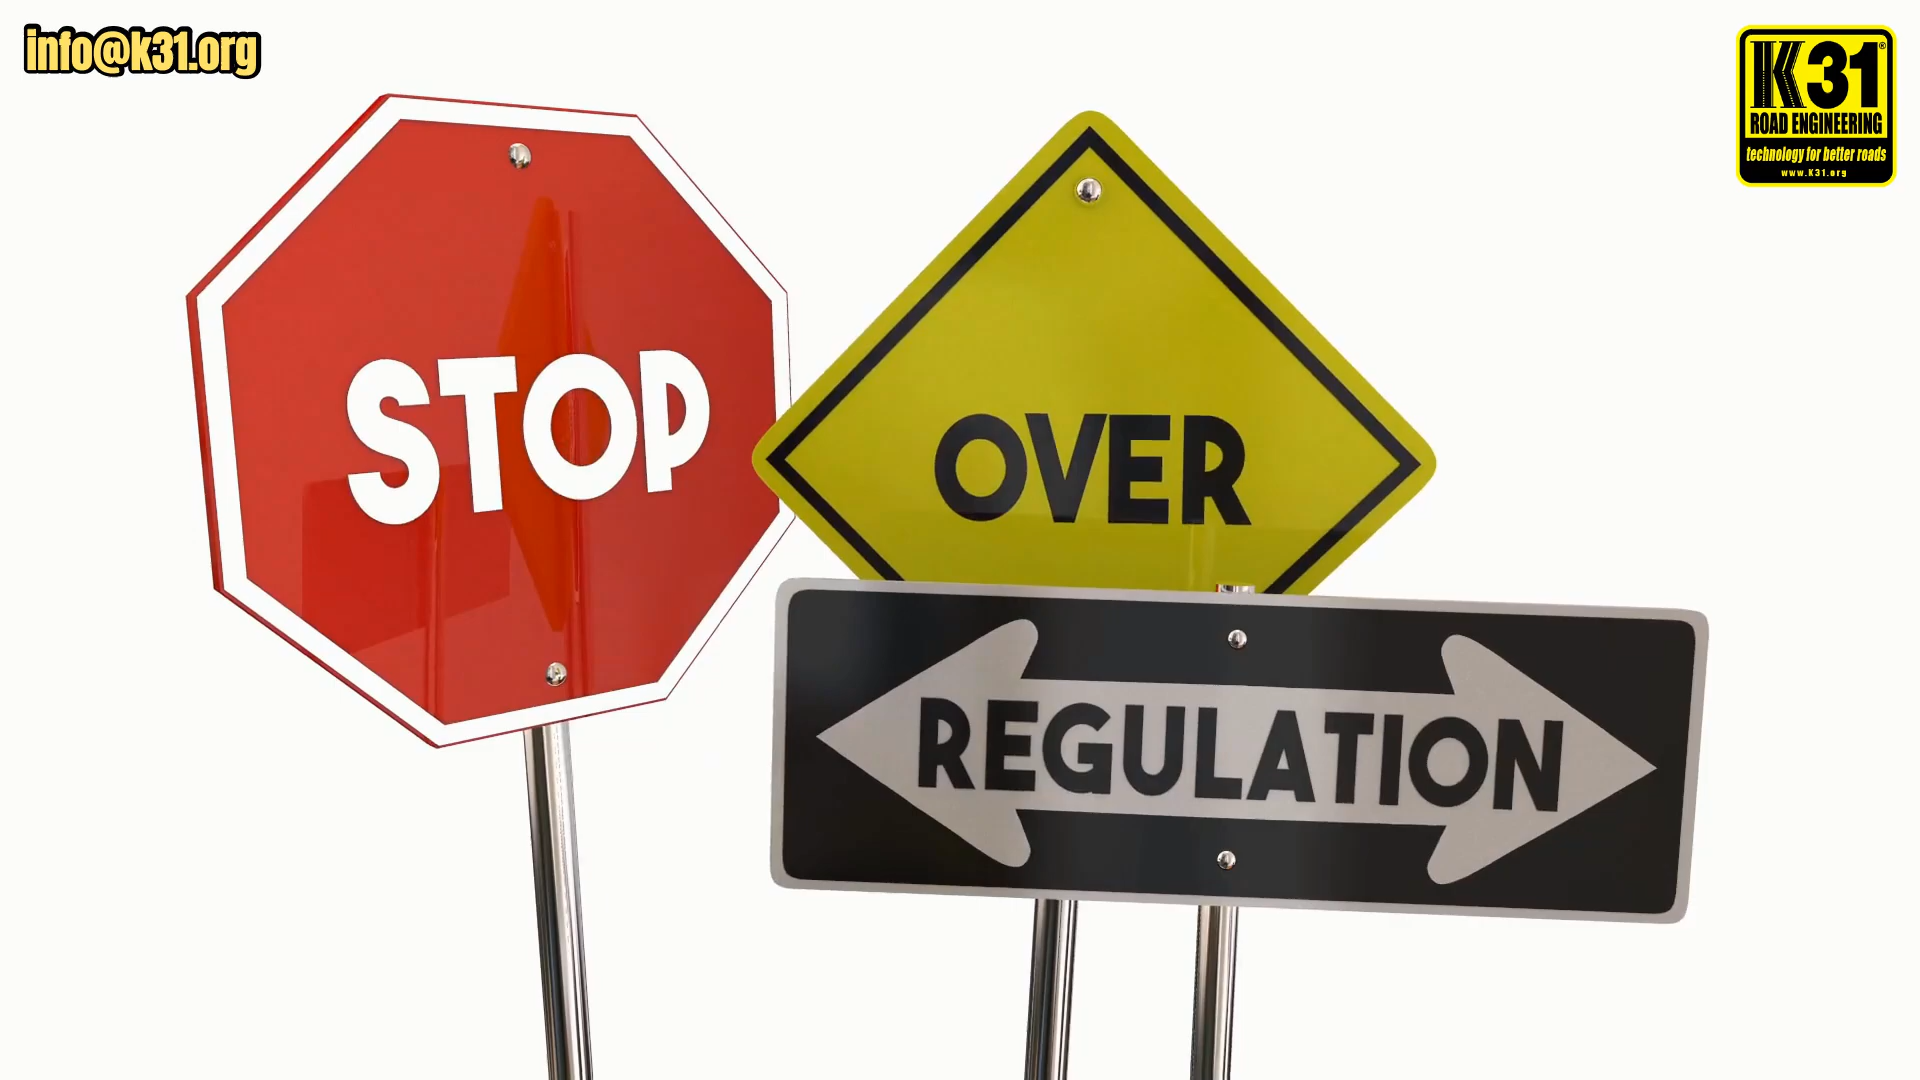 info@k31.org
K31®
ROAD ENGINEERING
technology for better roads
www.K31.org
STOP
OVER
REGULATION